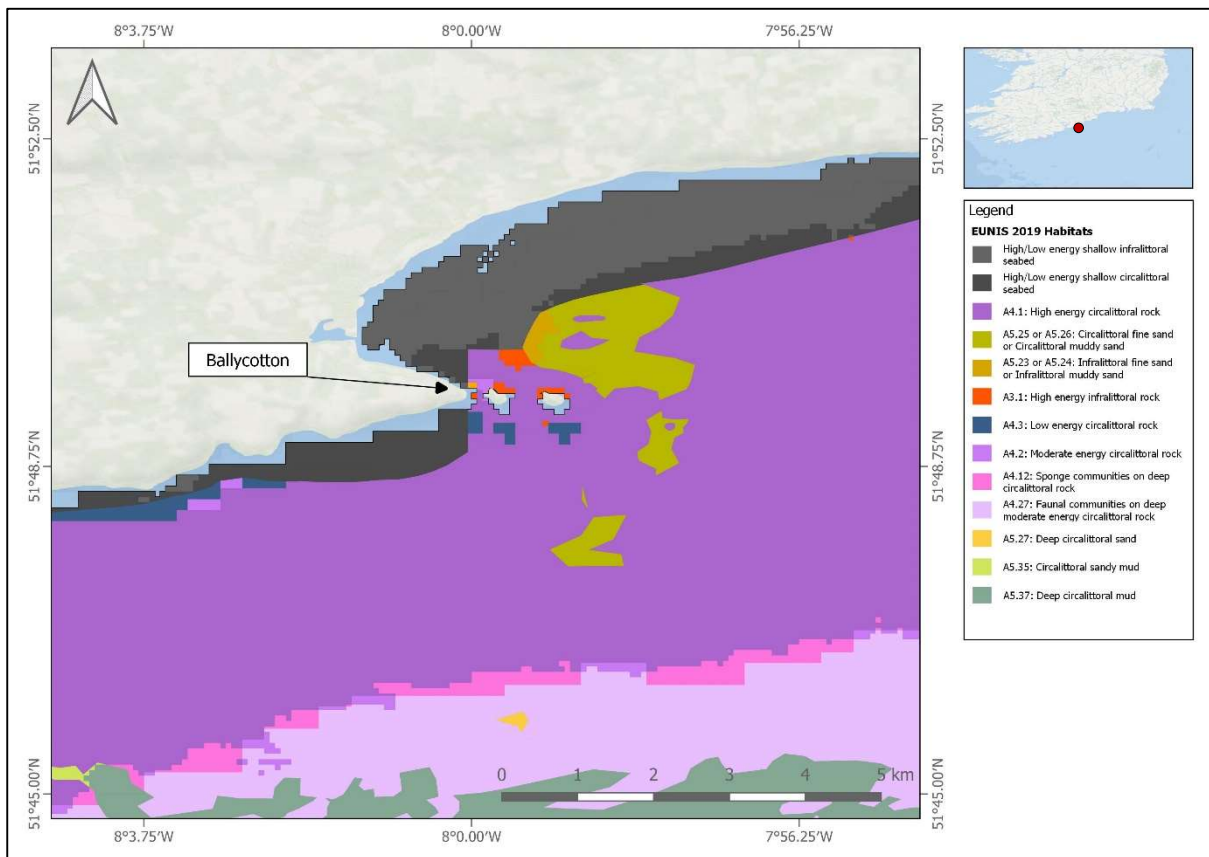 8°3.75′W 8°0.00′W 7°56.25′W
51°52.50′N 51°52.50′N
Ballycotton
51°48.75′N 51°48.75′N
51°45.00′N 51°45.00′N
0 1 2 3 4 5 km
8°3.75′W 8°0.00′W 7°56.25′W
Legend
EUNIS 2019 Habitats
High/Low energy shallow infralittoral
seabed
High/Low energy shallow circalittoral
seabed
A4.1: High energy circalittoral rock
A5.25 or A5.26: Circalittoral fine sand
or Circalittoral muddy sand
A5.23 or A5.24: Infralittoral fine sand
or Infralittoral muddy sand
A3.1: High energy infralittoral rock
A4.3: Low energy circalittoral rock
A4.2: Moderate energy circalittoral rock
A4.12: Sponge communities on deep
circalittoral rock
A4.27: Faunal communities on deep
moderate energy circalittoral rock
A5.27: Deep circalittoral sand
A5.35: Circalittoral sandy mud
A5.37: Deep circalittoral mud